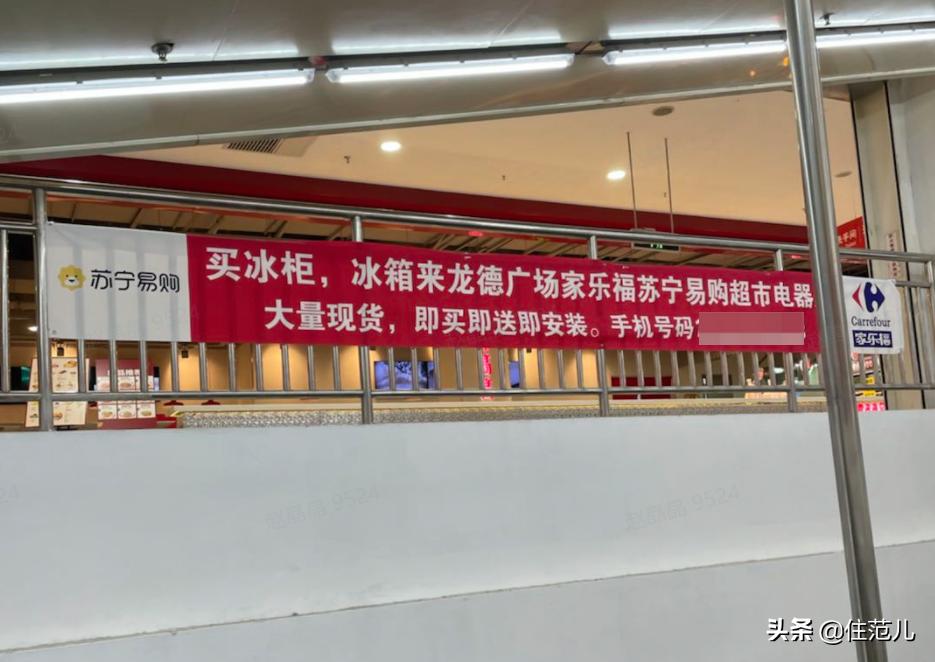 苏宁易购
买冰柜，冰箱来龙德广场家乐福苏宁易购超市电器
大量现货，即买即送即安装。手机号码
Carrefour
家乐福
头条 @住范儿